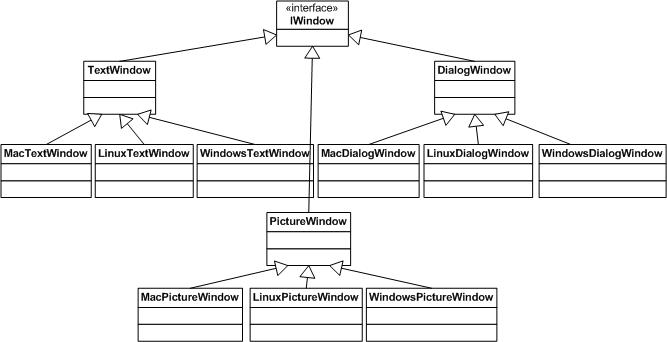 «interface»
IWindow
TextWindow
DialogWindow
MacTextWindow
LinuxTextWindow
WindowsTextWindow
MacDialogWindow
LinuxDialogWindow
WindowsDialogWindow
PictureWindow
MacPictureWindow
LinuxPictureWindow
WindowsPictureWindow